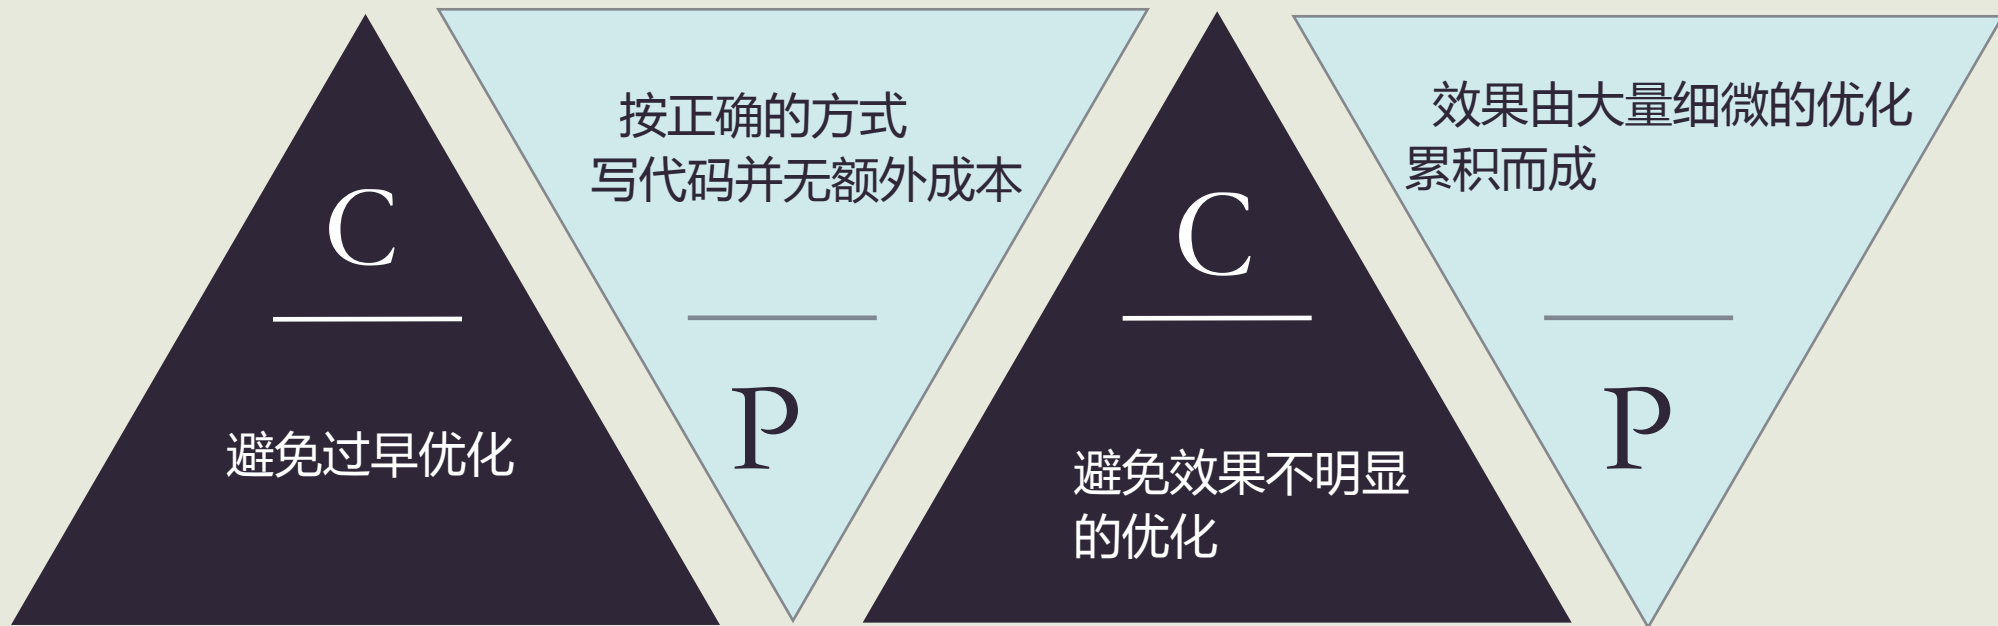 C
避免过早优化
按正确的方式
写代码并无额外成本
P
C
避免效果不明显
的优化
效果由大量细微的优化
累积而成
P